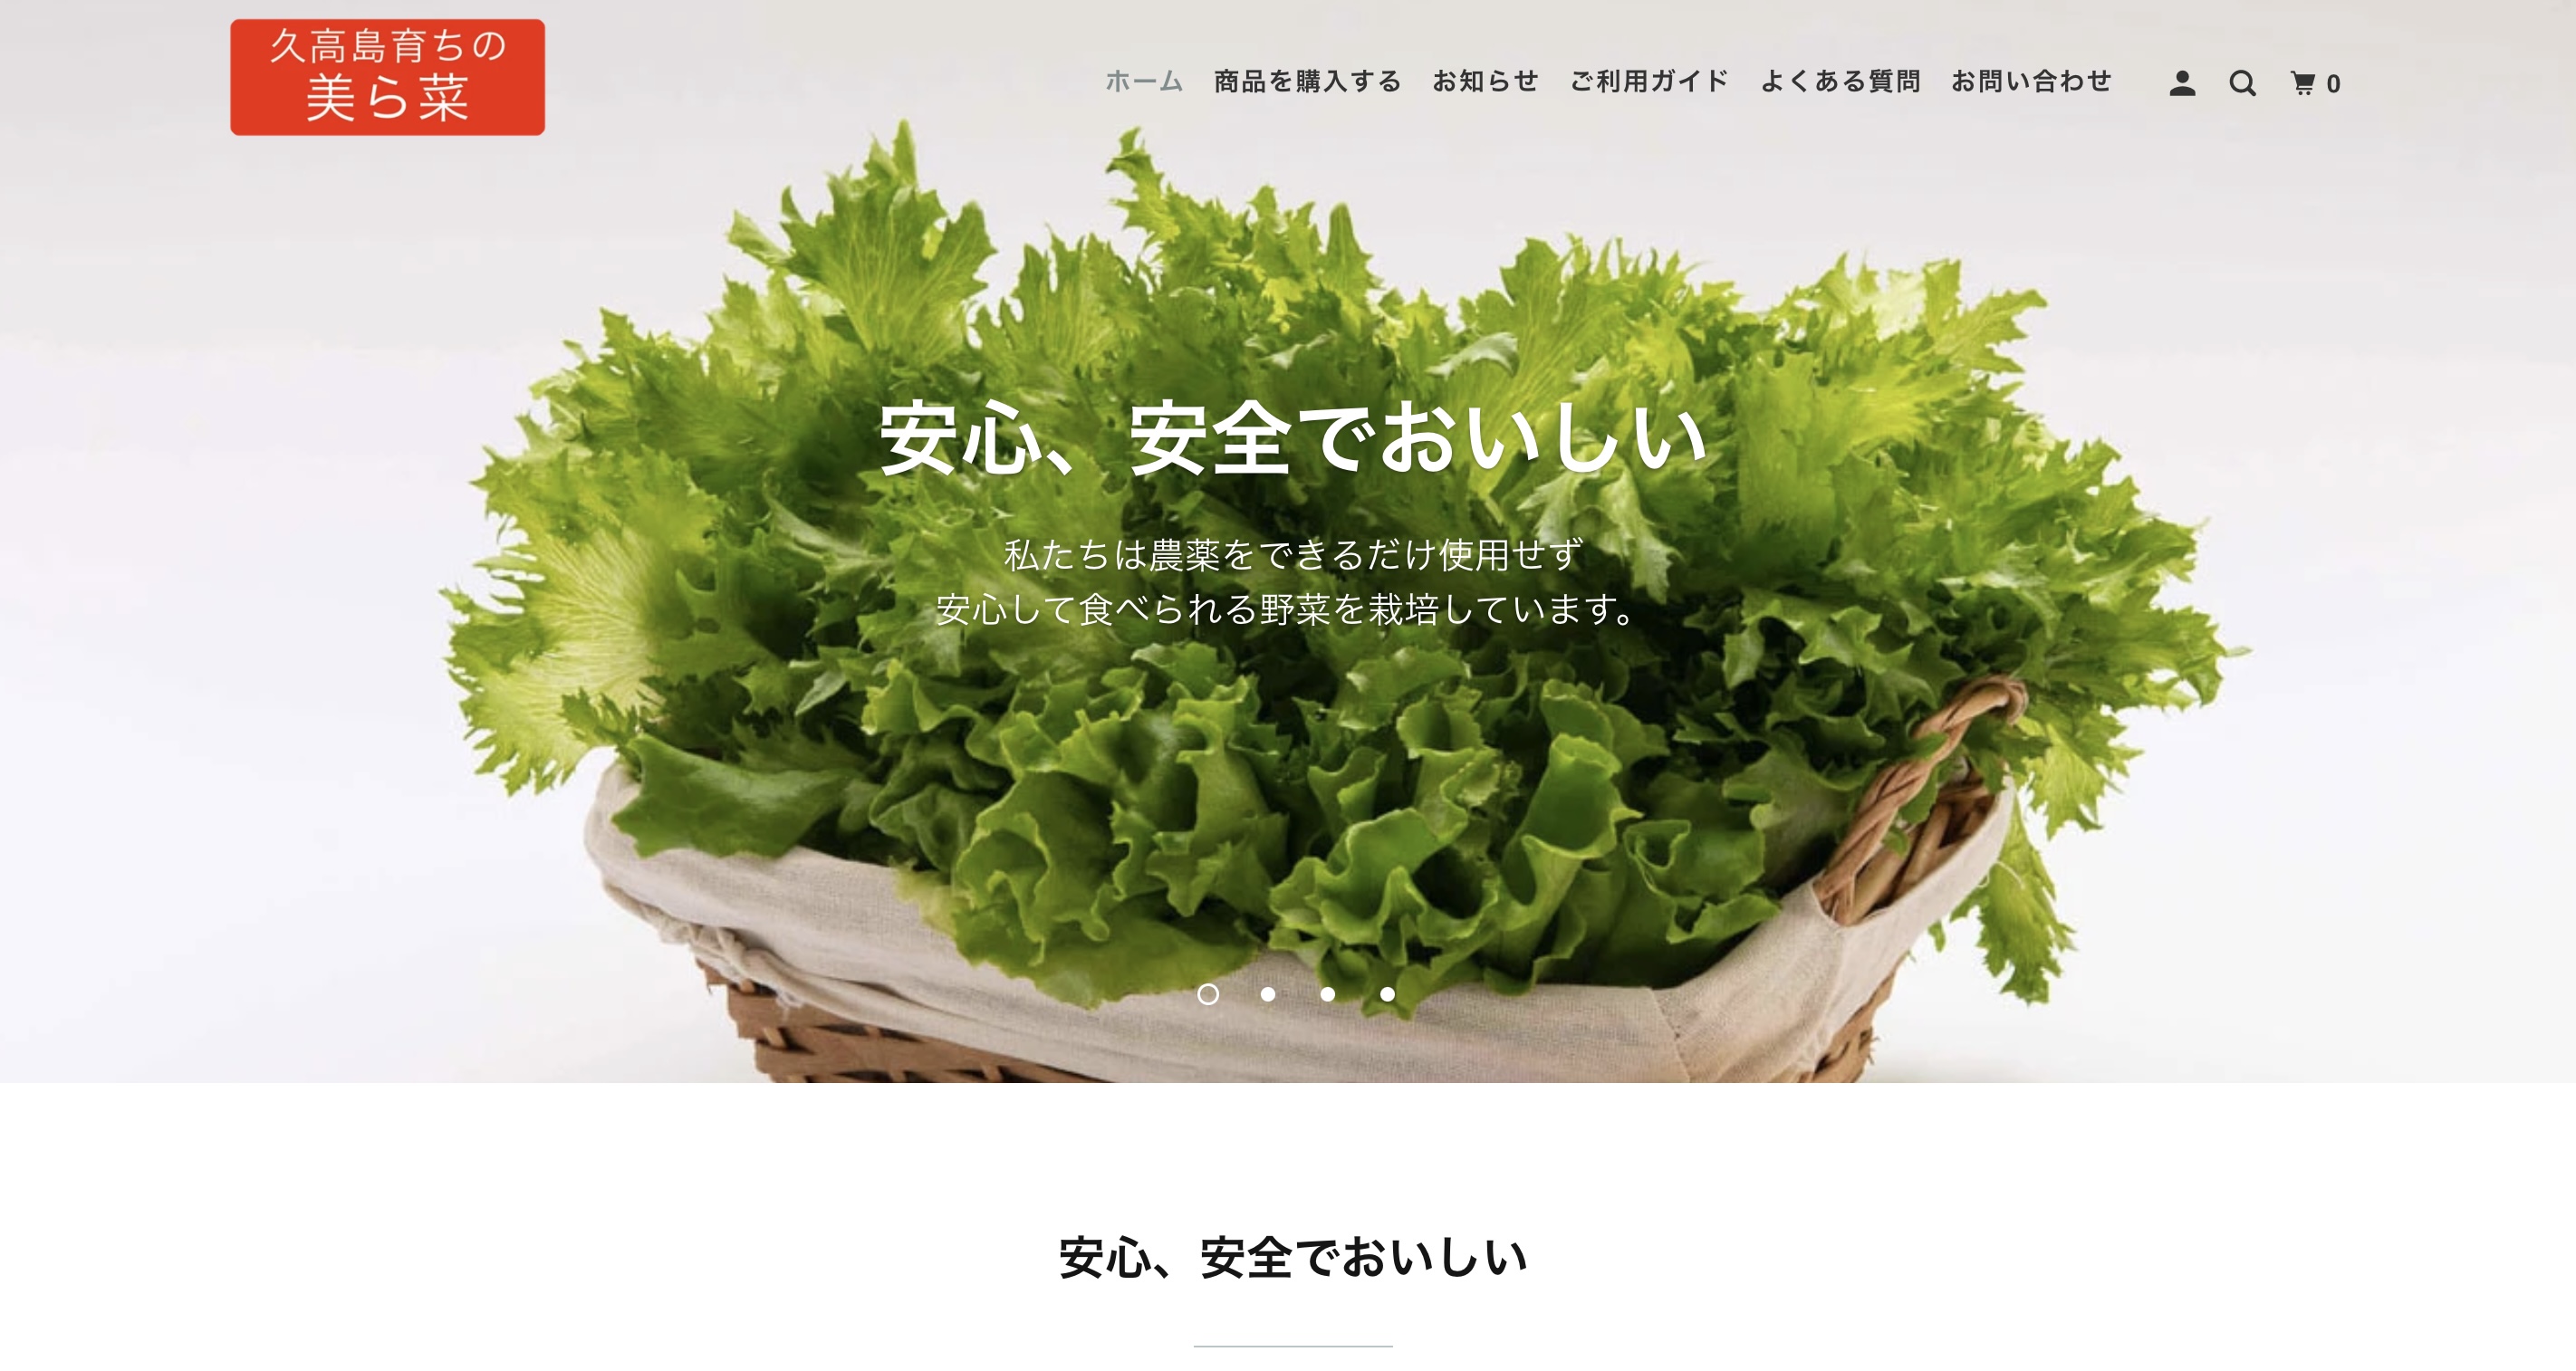 久高島育ちの
美ら菜
ホーム 商品を購入する お知らせ ご利用ガイド よくある質問 お問い合わせ 0
安心、安全でおいしい
私たちは農薬をできるだけ使用せず
安心して食べられる野菜を栽培しています。
安心、安全でおいしい